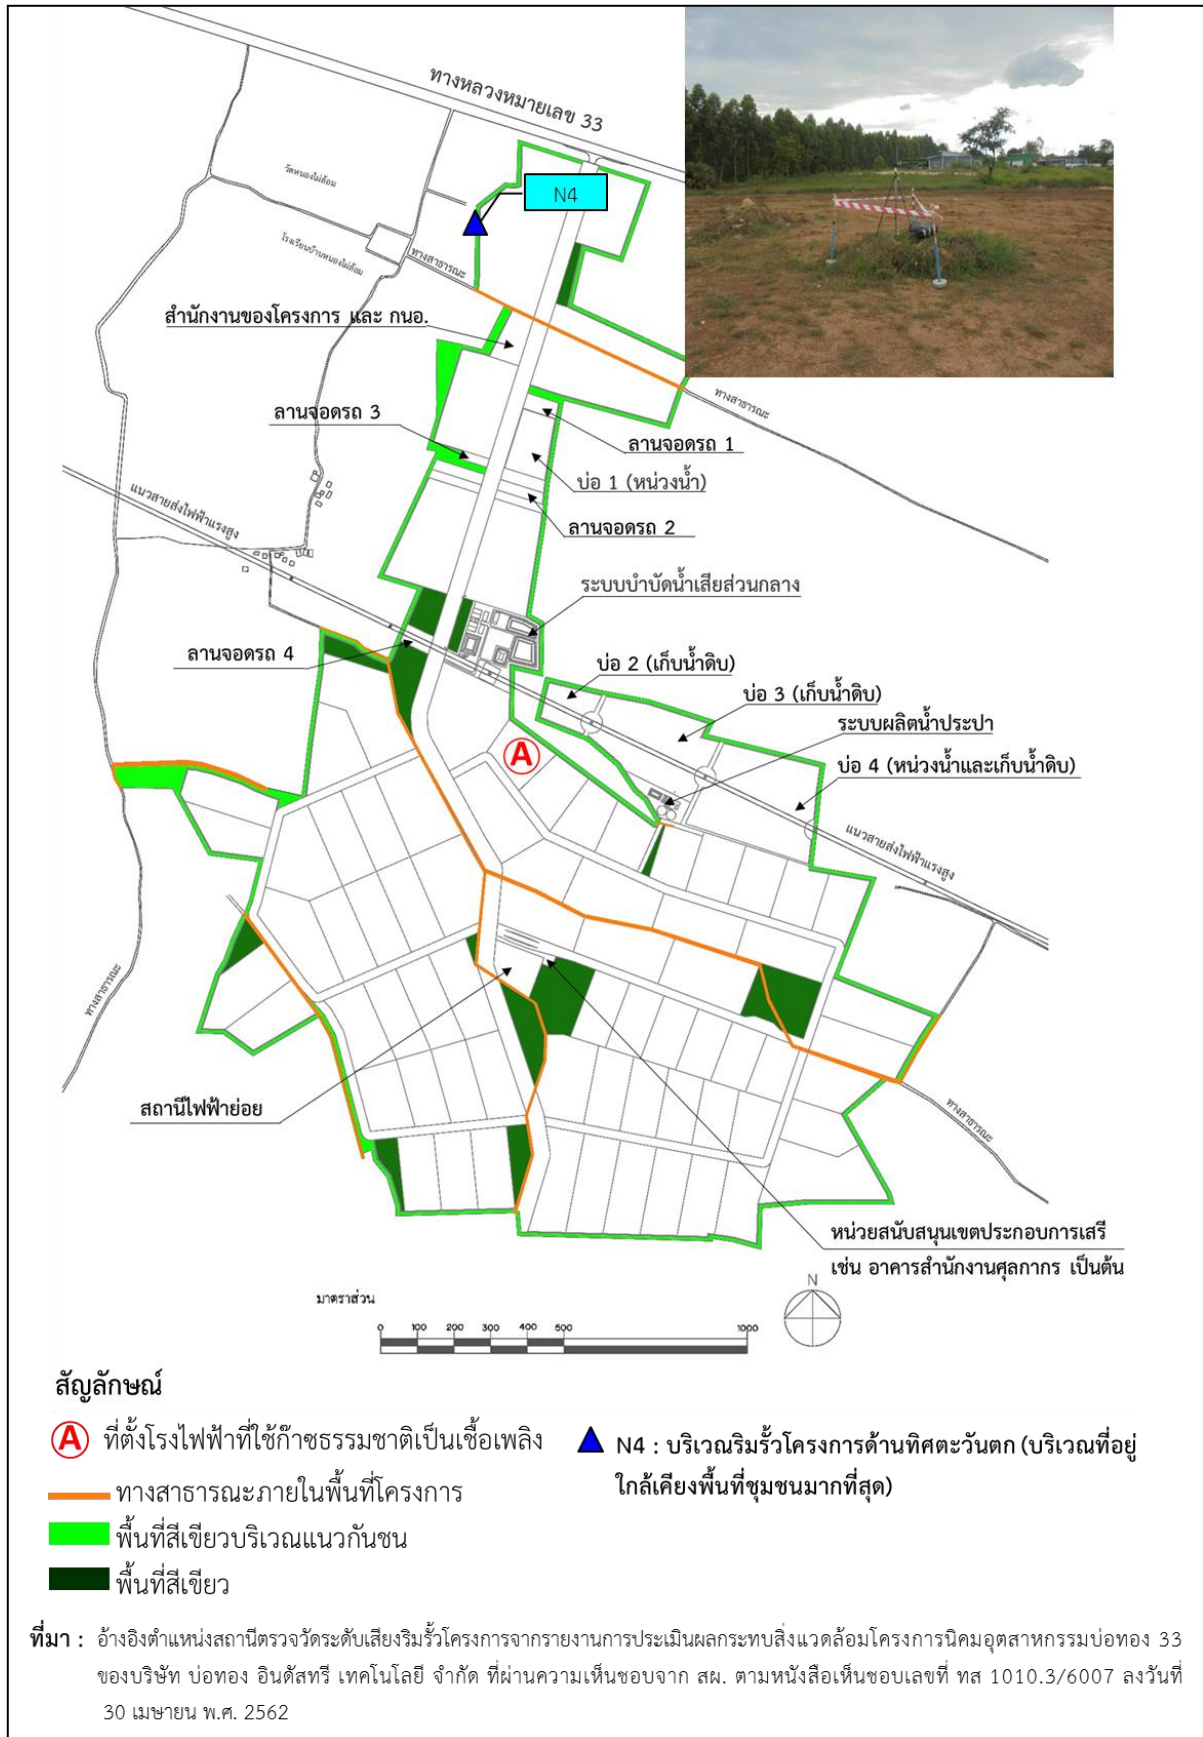 ทางหลวงหมายเลข 33
N4
วัดหนองไผ่ล้อม
โรงเรียนบ้านหนองไผ่ล้อม
ทางสาธารณะ
สำนักงานของโครงการ และ กนอ.
ทางสาธารณะ
ลานจอดรถ 3
ลานจอดรถ 1
บ่อ 1 (หน่วงน้ำ)
แนวสายส่งไฟฟ้าแรงสูง
ลานจอดรถ 2
ระบบบำบัดน้ำเสียส่วนกลาง
ลานจอดรถ 4
บ่อ 2 (เก็บน้ำดิบ)
บ่อ 3 (เก็บน้ำดิบ)
ระบบผลิตน้ำประปา
A
บ่อ 4 (หน่วงน้ำและเก็บน้ำดิบ)
แนวสายส่งไฟฟ้าแรงสูง
ทางสาธารณะ
สถานีไฟฟ้าย่อย
ทางสาธารณะ
หน่วยสนับสนุนเขตประกอบการเสรี
เช่น อาคารสำนักงานศุลกากร เป็นต้น
N
มาตราส่วน
0 100 200 300 400 500 1000
สัญลักษณ์
A ที่ตั้งโรงไฟฟ้าที่ใช้ก๊าซธรรมชาติเป็นเชื้อเพลิง
N4 : บริเวณริมรั้วโครงการด้านทิศตะวันตก (บริเวณที่อยู่
ใกล้เคียงพื้นที่ชุมชนมากที่สุด)
ทางสาธารณะภายในพื้นที่โครงการ
พื้นที่สีเขียวบริเวณแนวกันชน
พื้นที่สีเขียว
ที่มา : อ้างอิงตำแหน่งสถานีตรวจวัดระดับเสียงริมรั้วโครงการจากรายงานการประเมินผลกระทบสิ่งแวดล้อมโครงการนิคมอุตสาหกรรมบ่อทอง 33
ของบริษัท บ่อทอง อินดัสทรี เทคโนโลยี จำกัด ที่ผ่านความเห็นชอบจาก สผ. ตามหนังสือเห็นชอบเลขที่ ทส 1010.3/6007 ลงวันที่
30 เมษายน พ.ศ. 2562